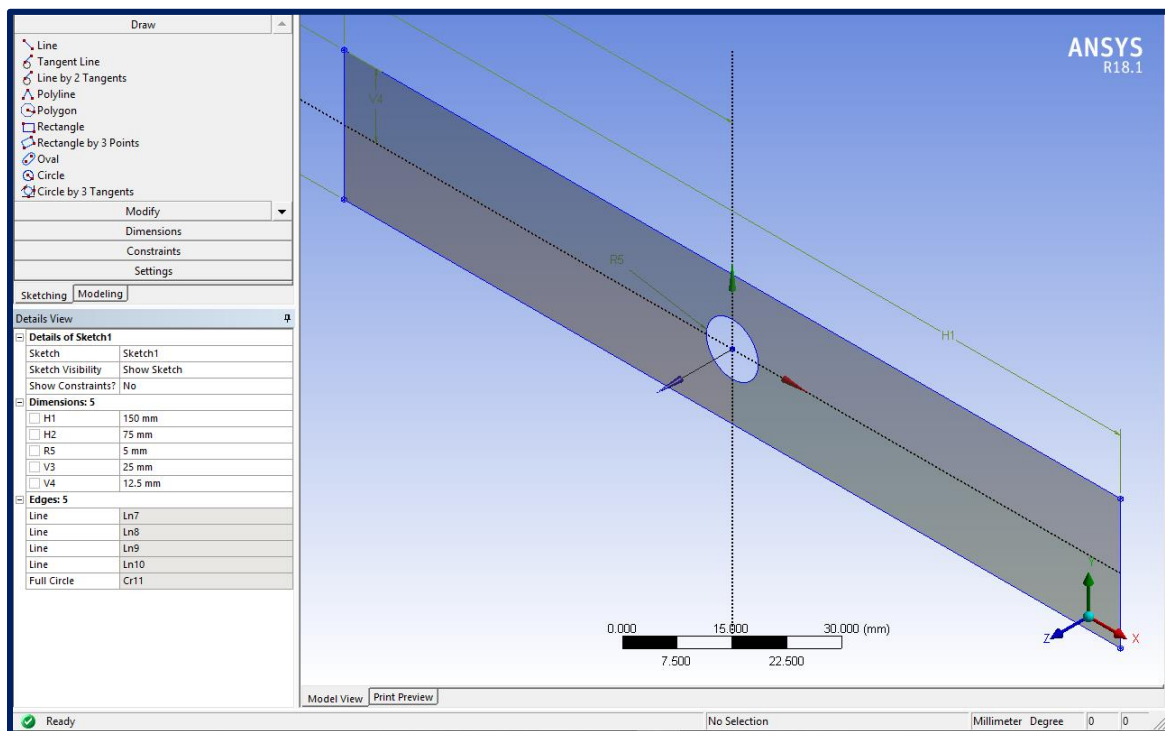 Draw
Line
Tangent Line
Line by 2 Tangents
Polyline
Polygon
Rectangle
Rectangle by 3 Points
Oval
Circle
Circle by 3 Tangents
Modify
Dimensions
Constraints
Settings
Sketching Modeling
Details View
Details of Sketch1
Sketch Sketch1
Sketch Visibility Show Sketch
Show Constraints? No
Dimensions: 5
H1 150 mm
H2 75 mm
R5 5 mm
V3 25 mm
V4 12.5 mm
Edges: 5
Line Ln7
Line Ln8
Line Ln9
Line Ln10
Full Circle Cr11
ANSYS
R18.1
V4
R5
H1
Y
Z X
0.000 15.000 30.000 (mm)
7.500 22.500
Model View Print Preview
Ready No Selection Millimeter Degree 0 0